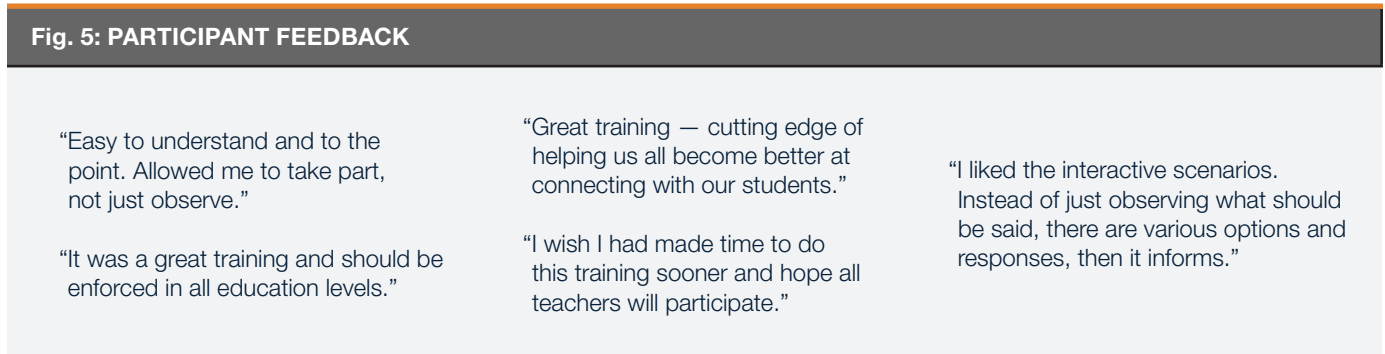 Fig. 5: PARTICIPANT FEEDBACK
“Easy to understand and to the
point. Allowed me to take part,
not just observe.”
“It was a great training and should be
enforced in all education levels.”
“Great training — cutting edge of
helping us all become better at
connecting with our students.”
“I wish I had made time to do
this training sooner and hope all
teachers will participate.”
“I liked the interactive scenarios.
Instead of just observing what should
be said, there are various options and
responses, then it informs.”